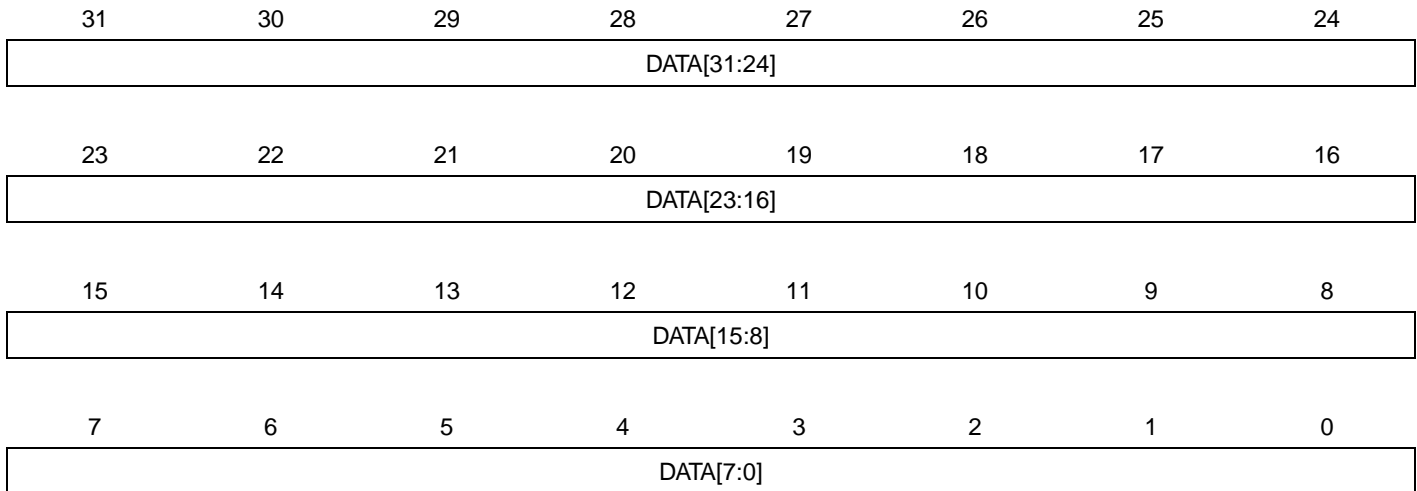 31 30 29 28 27 26 25 24
DATA[31:24]
23 22 21 20 19 18 17 16
DATA[23:16]
15 14 13 12 11 10 9 8
DATA[15:8]
7 6 5 4 3 2 1 0
DATA[7:0]